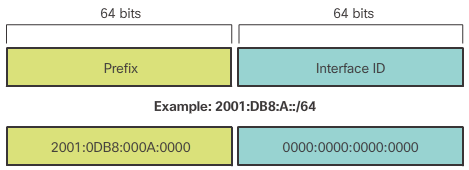 64 bits 64 bits
Prefix Interface ID
Example: 2001:DB8:A::/64
2001:0DB8:000A:0000 0000:0000:0000:0000